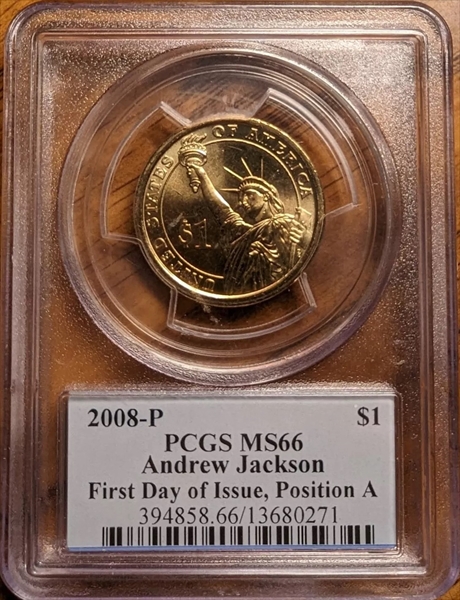 UNITED STATES OF AMERICA
$1
2008-P $1
PCGS MS66
Andrew Jackson
First Day of Issue, Position A
394858.66/13680271